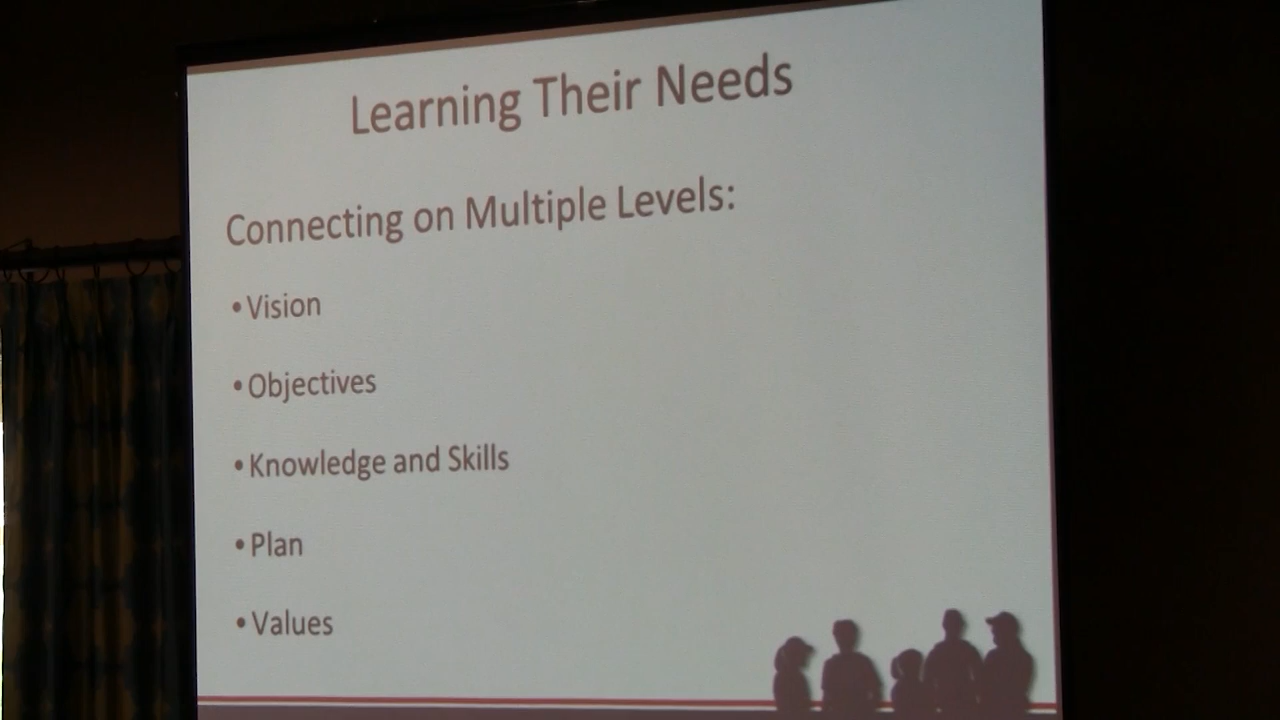 Learning Their Needs
Connecting on Multiple Levels:
• Vision
• Objectives
• Knowledge and Skills
• Plan
• Values